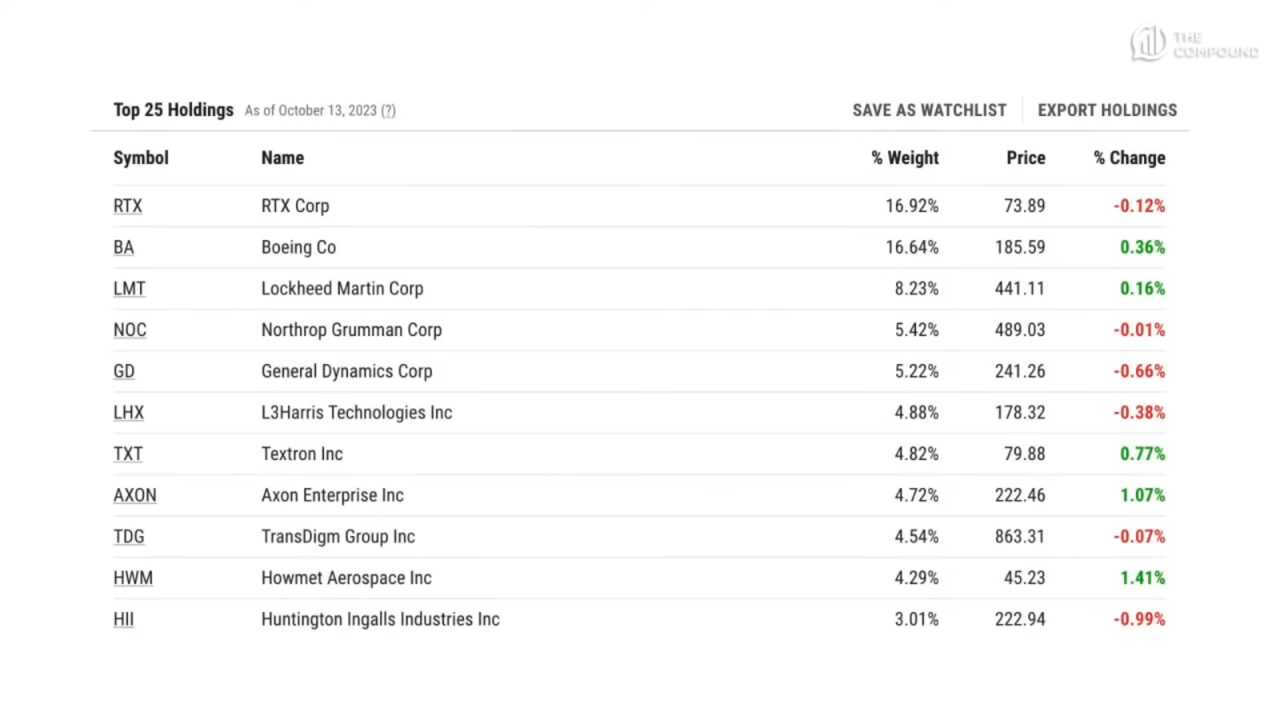 THE
COMPOUND
Top 25 Holdings As of October 13, 2023 (?) SAVE AS WATCHLIST EXPORT HOLDINGS
Symbol Name % Weight Price % Change
RTX RTX Corp 16.92% 73.89 -0.12%
BA Boeing Co 16.64% 185.59 0.36%
LMT Lockheed Martin Corp 8.23% 441.11 0.16%
NOC Northrop Grumman Corp 5.42% 489.03 -0.01%
GD General Dynamics Corp 5.22% 241.26 -0.66%
LHX L3Harris Technologies Inc 4.88% 178.32 -0.38%
TXT Textron Inc 4.82% 79.88 0.77%
AXON Axon Enterprise Inc 4.72% 222.46 1.07%
TDG TransDigm Group Inc 4.54% 863.31 -0.07%
HWM Howmet Aerospace Inc 4.29% 45.23 1.41%
HII Huntington Ingalls Industries Inc 3.01% 222.94 -0.99%